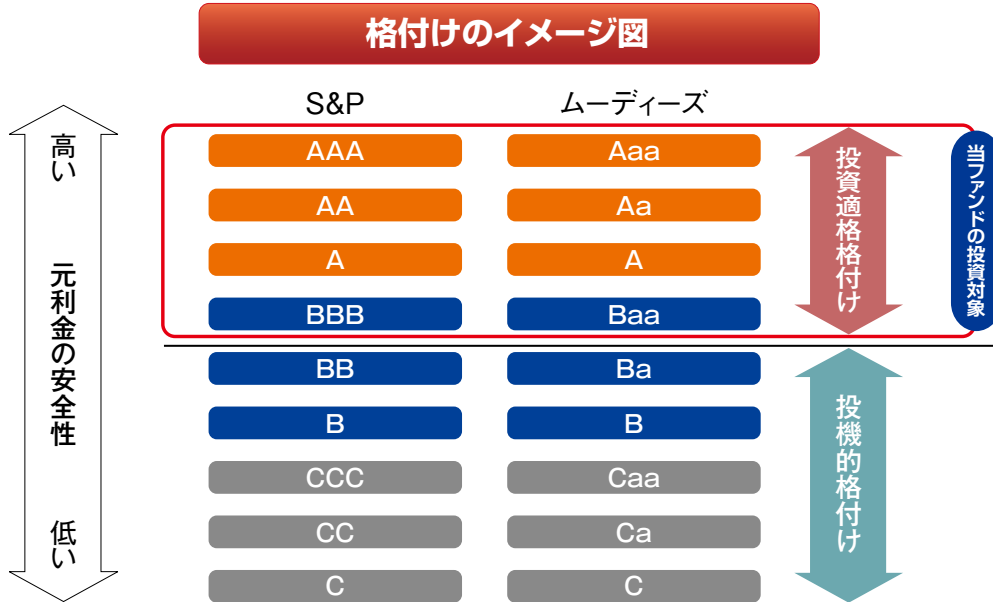 格付けのイメージ図
S&P ムーディーズ
高い
元利金の安全性
低い
AAA Aaa
AA Aa
A A
BBB Baa
BB Ba
B B
CCC Caa
CC Ca
C C
投資適格格付け
投機的格付け
当ファンドの投資対象